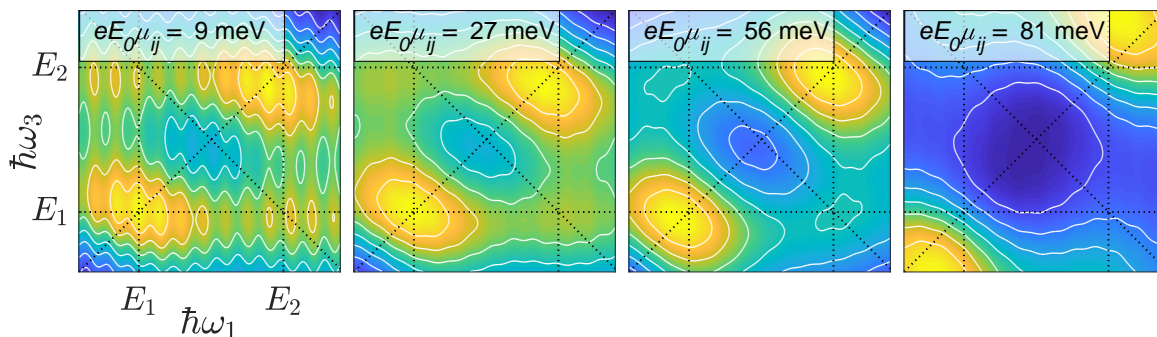 eE₀μᵢⱼ = 9 meV
eE₀μᵢⱼ = 27 meV
eE₀μᵢⱼ = 56 meV
eE₀μᵢⱼ = 81 meV
E₂
ħω₃
E₁
E₁
E₂
ħω₁